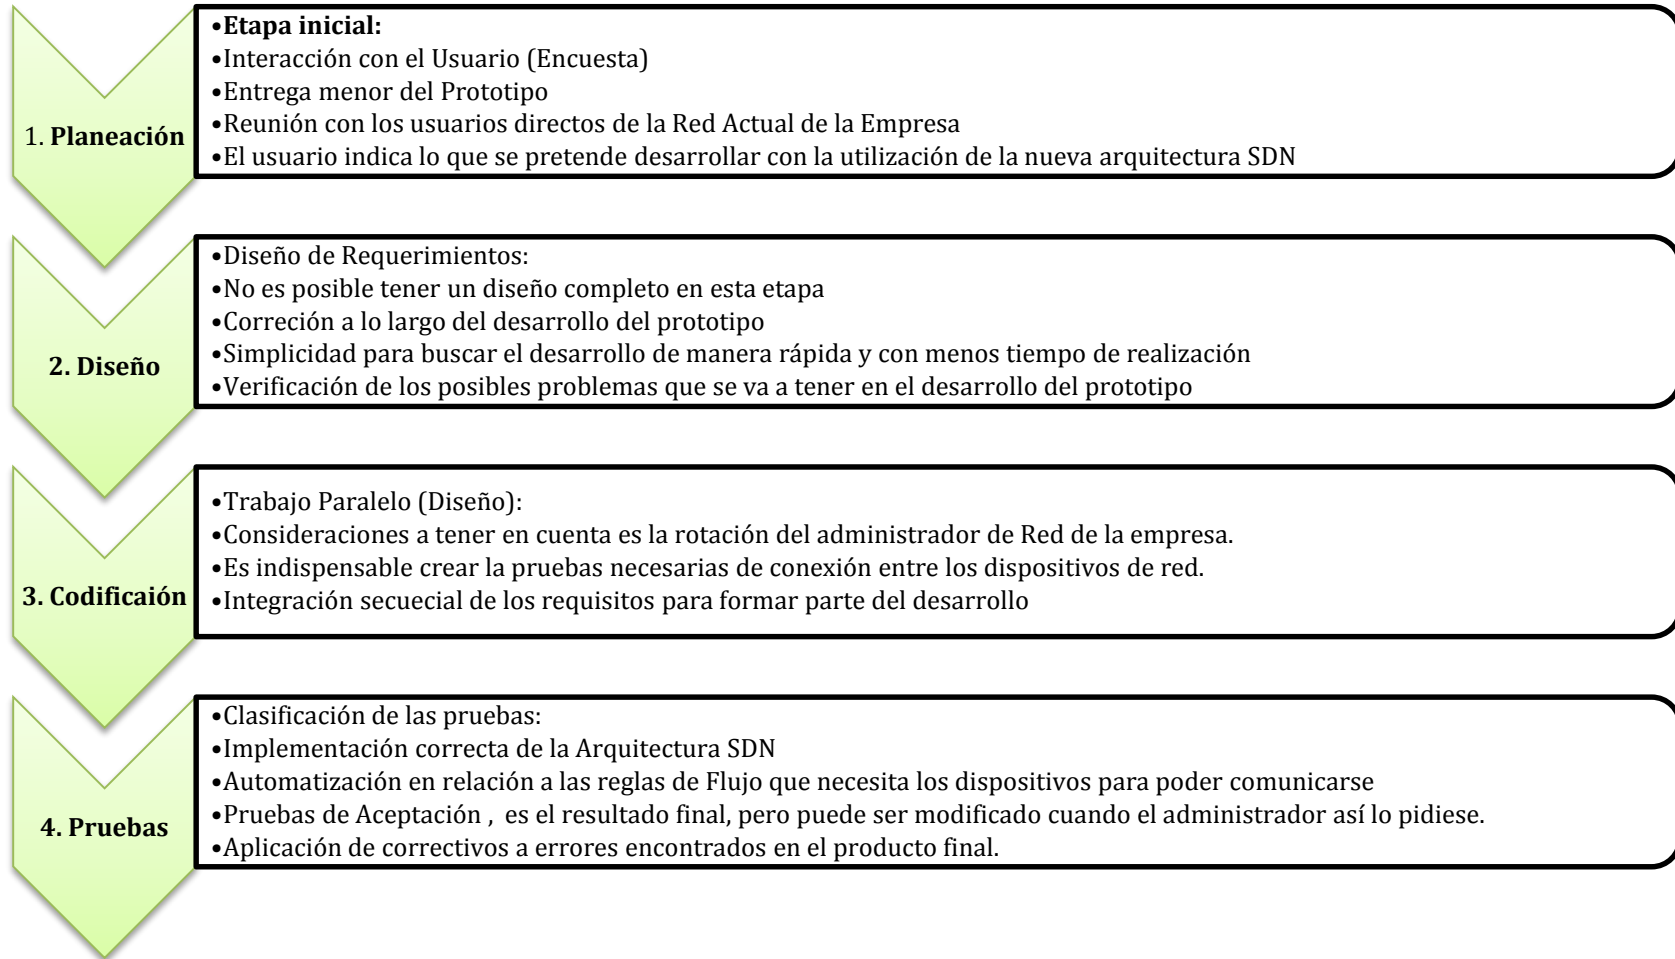 1. Planeación
•Etapa inicial:
•Interacción con el Usuario (Encuesta)
•Entrega menor del Prototipo
•Reunión con los usuarios directos de la Red Actual de la Empresa
•El usuario indica lo que se pretende desarrollar con la utilización de la nueva arquitectura SDN
2. Diseño
•Diseño de Requerimientos:
•No es posible tener un diseño completo en esta etapa
•Correción a lo largo del desarrollo del prototipo
•Simplicidad para buscar el desarrollo de manera rápida y con menos tiempo de realización
•Verificación de los posibles problemas que se va a tener en el desarrollo del prototipo
3. Codificaión
•Trabajo Paralelo (Diseño):
•Consideraciones a tener en cuenta es la rotación del administrador de Red de la empresa.
•Es indispensable crear la pruebas necesarias de conexión entre los dispositivos de red.
•Integración secuecial de los requisitos para formar parte del desarrollo
4. Pruebas
•Clasificación de las pruebas:
•Implementación correcta de la Arquitectura SDN
•Automatización en relación a las reglas de Flujo que necesita los dispositivos para poder comunicarse
•Pruebas de Aceptación , es el resultado final, pero puede ser modificado cuando el administrador así lo pidiese.
•Aplicación de correctivos a errores encontrados en el producto final.